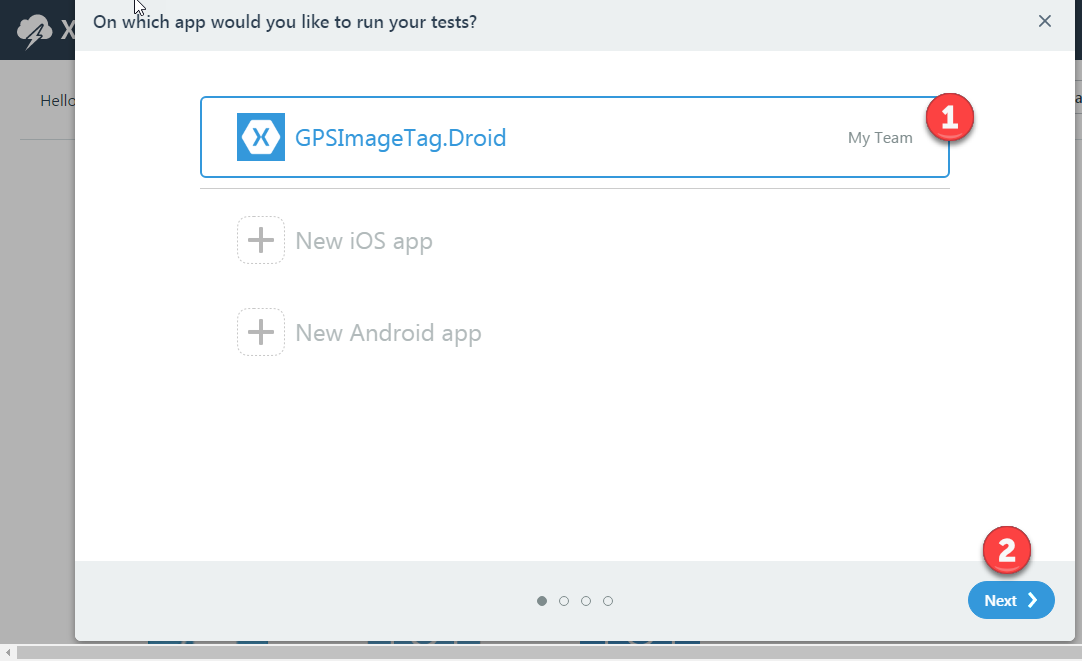 On which app would you like to run your tests?
X
Hello
GPSImageTag.Droid
My Team
1
New iOS app
New Android app
2
Next